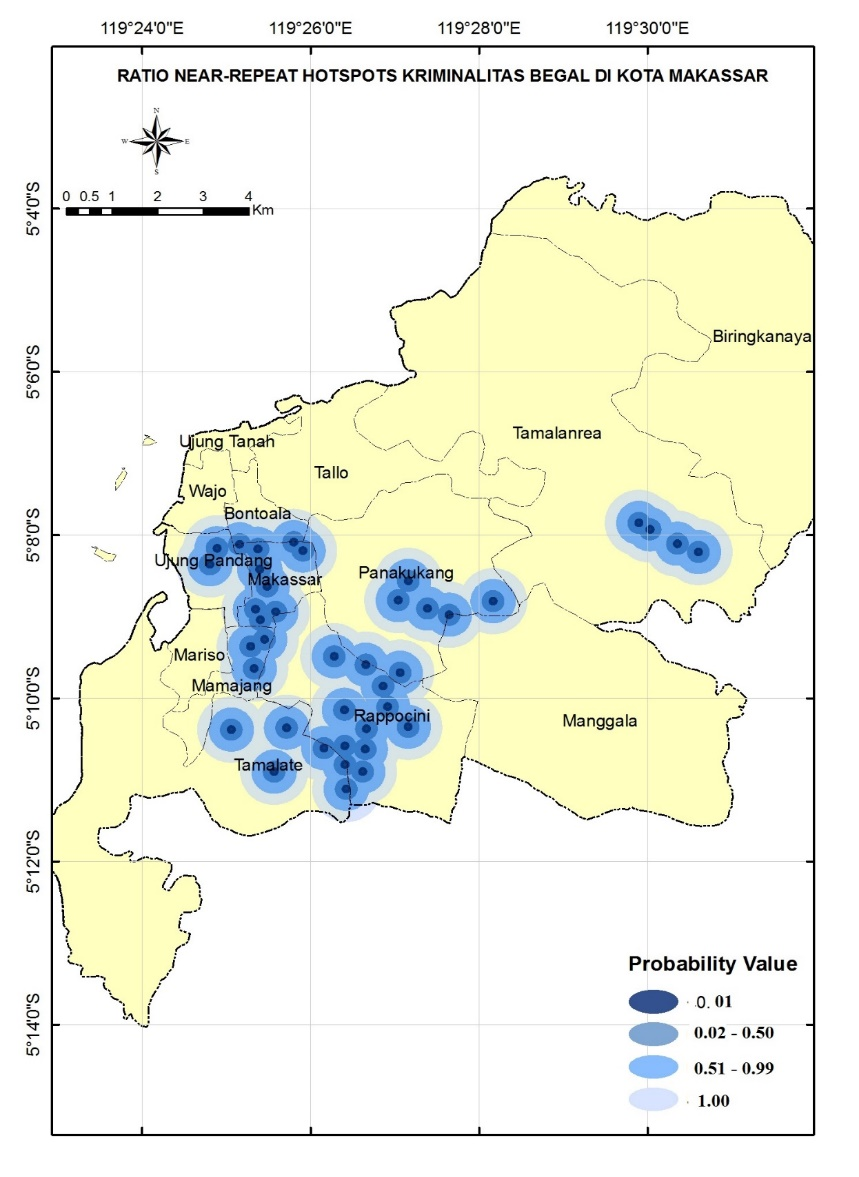 119°24'0"E 119°26'0"E 119°28'0"E 119°30'0"E
RATIO NEAR-REPEAT HOTSPOTS KRIMINALITAS BEGAL DI KOTA MAKASSAR
N
W E
S
0 0.5 1 2 3 4
Km
5°4'0"S
Biringkanaya
5°6'0"S
Tamalanrea
Ujung Tanah
Tallo
Wajo
Bontoala
5°8'0"S
Ujung Pandang
Panakukang
Makassar
Mariso
Mamajang
5°10'0"S
Rappocini
Manggala
Tamalate
5°12'0"S
Probability Value
0. 01
5°14'0"S
0.02 - 0.50
0.51 - 0.99
1.00